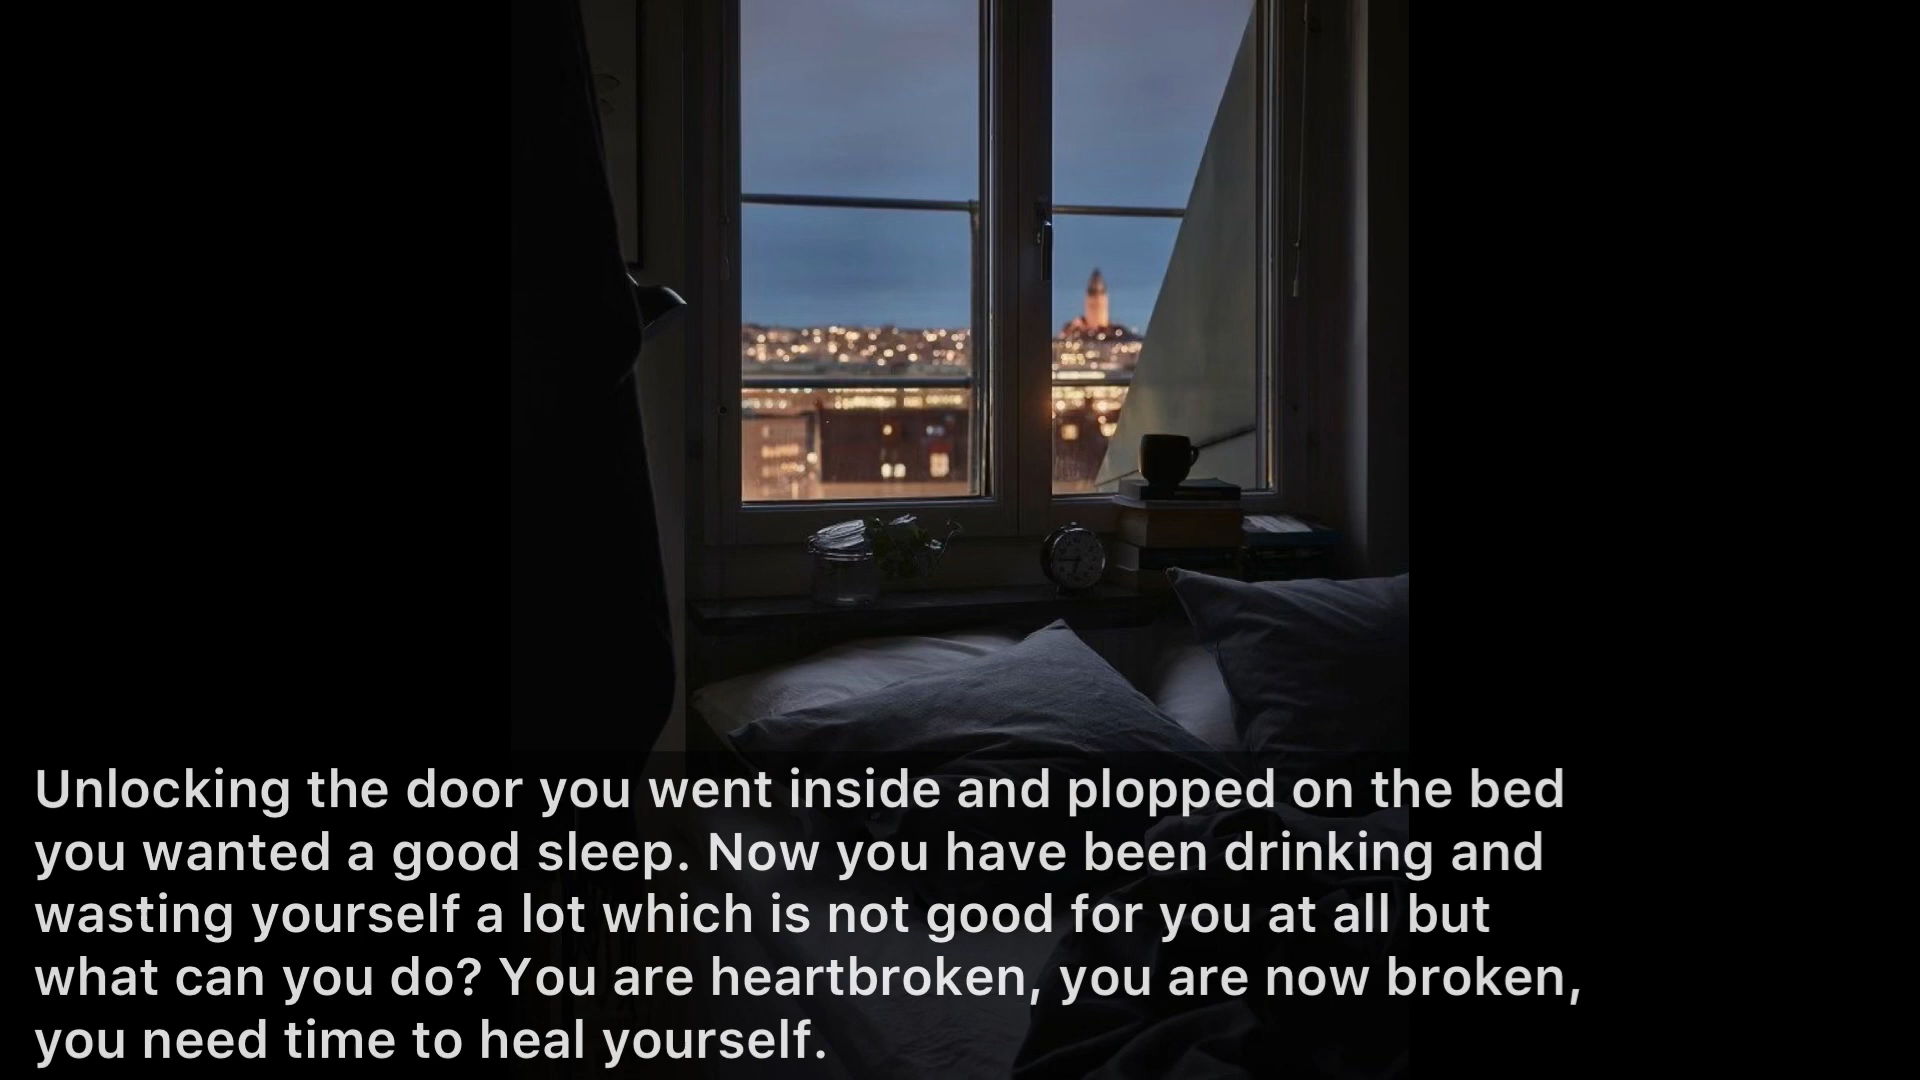 Unlocking the door you went inside and plopped on the bed
you wanted a good sleep. Now you have been drinking and
wasting yourself a lot which is not good for you at all but
what can you do? You are heartbroken, you are now broken,
you need time to heal yourself.